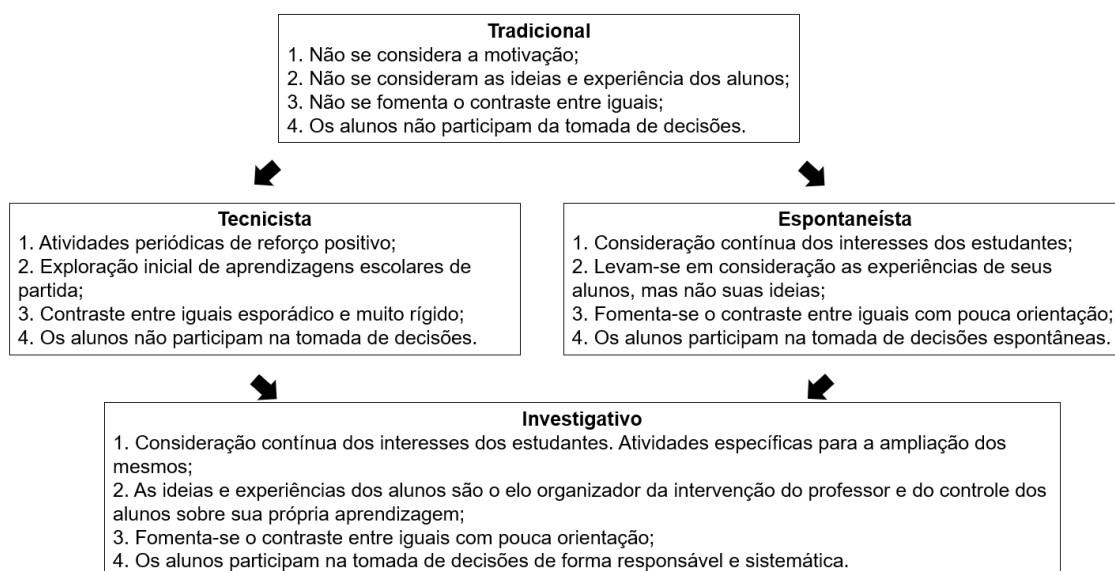 Tradicional
1. Não se considera a motivação;
2. Não se consideram as ideias e experiência dos alunos;
3. Não se fomenta o contraste entre iguais;
4. Os alunos não participam da tomada de decisões.
Tecnicista
1. Atividades periódicas de reforço positivo;
2. Exploração inicial de aprendizagens escolares de
partida;
3. Contraste entre iguais esporádico e muito rígido;
4. Os alunos não participam na tomada de decisões.
Espontaneísta
1. Consideração contínua dos interesses dos estudantes;
2. Levam-se em consideração as experiências de seus
alunos, mas não suas ideias;
3. Fomenta-se o contraste entre iguais com pouca orientação;
4. Os alunos participam na tomada de decisões espontâneas.
Investigativo
1. Consideração contínua dos interesses dos estudantes. Atividades específicas para a ampliação dos
mesmos;
2. As ideias e experiências dos alunos são o elo organizador da intervenção do professor e do controle dos
alunos sobre sua própria aprendizagem;
3. Fomenta-se o contraste entre iguais com pouca orientação;
4. Os alunos participam na tomada de decisões de forma responsável e sistemática.